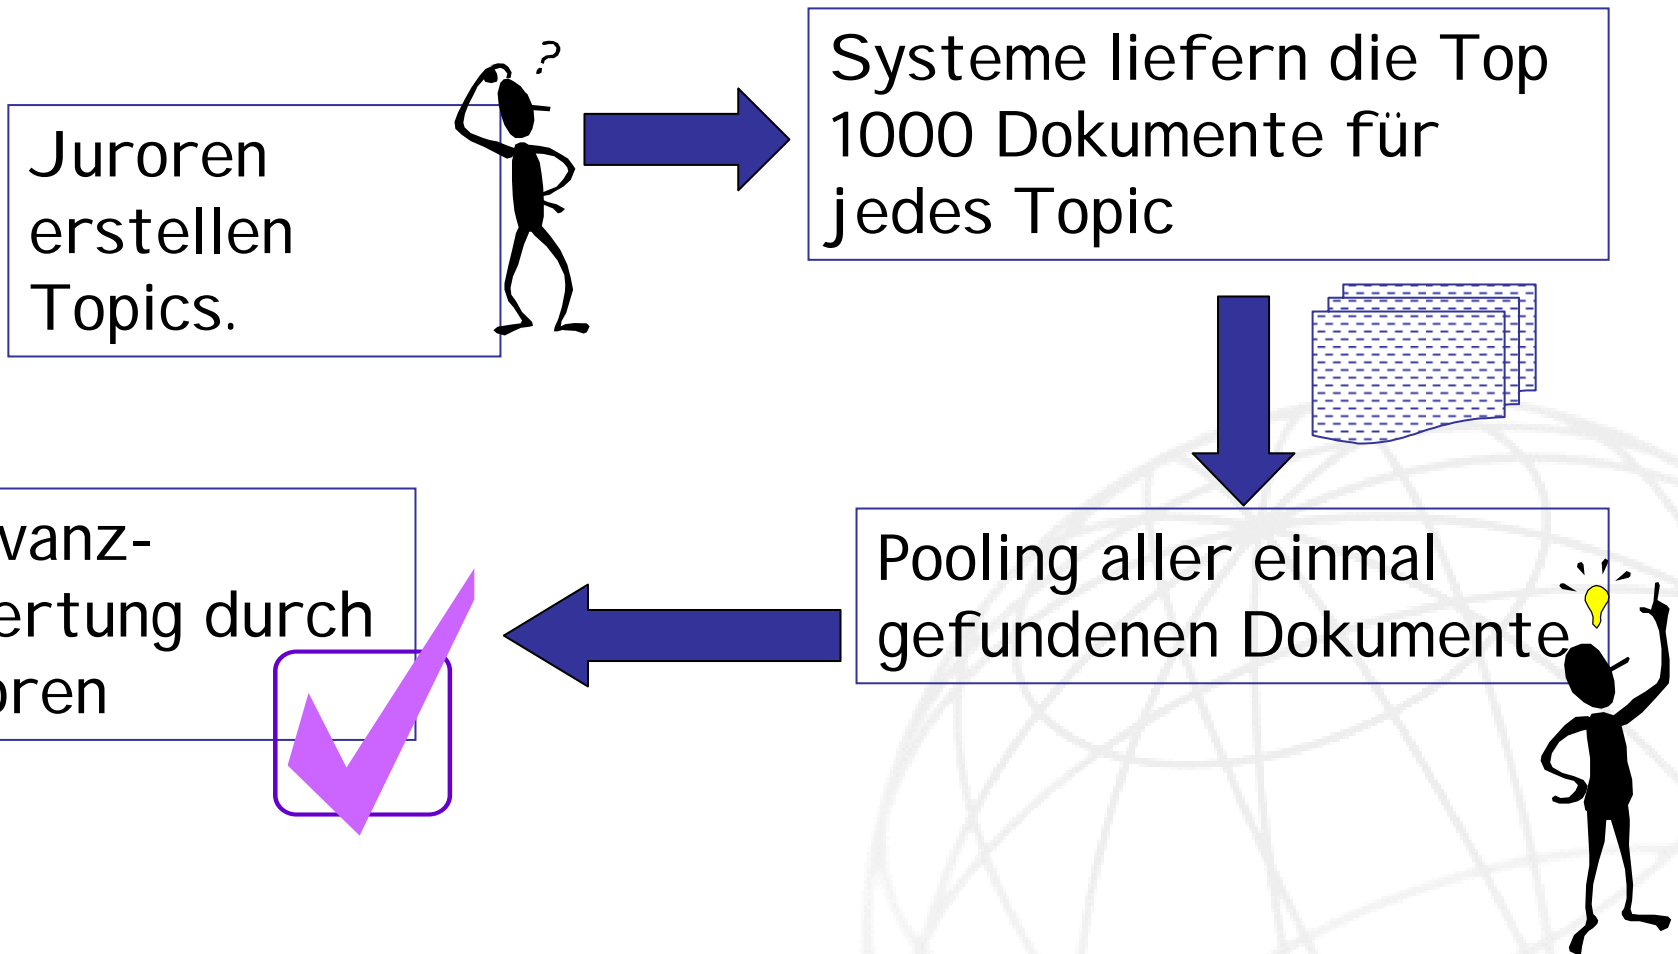 Juroren
erstellen
Topics.
?
Systeme liefern die Top
1000 Dokumente für
jedes Topic
Pooling aller einmal
gefundenen Dokumente
vanz-
ertung durch
oren